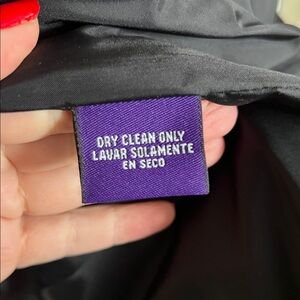 DRY CLEAN ONLY
LAVAR SOLAMENTE
EN SECO